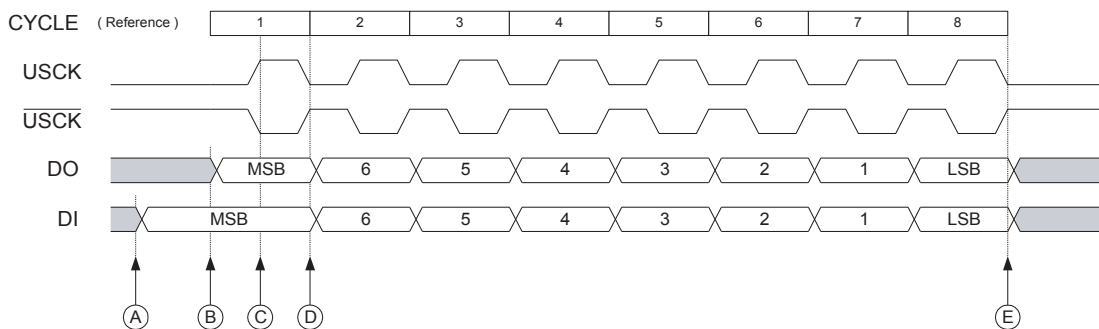 CYCLE ( Reference ) 1 2 3 4 5 6 7 8
USCK
USCK
DO MSB 6 5 4 3 2 1 LSB
DI MSB 6 5 4 3 2 1 LSB
A B C D E